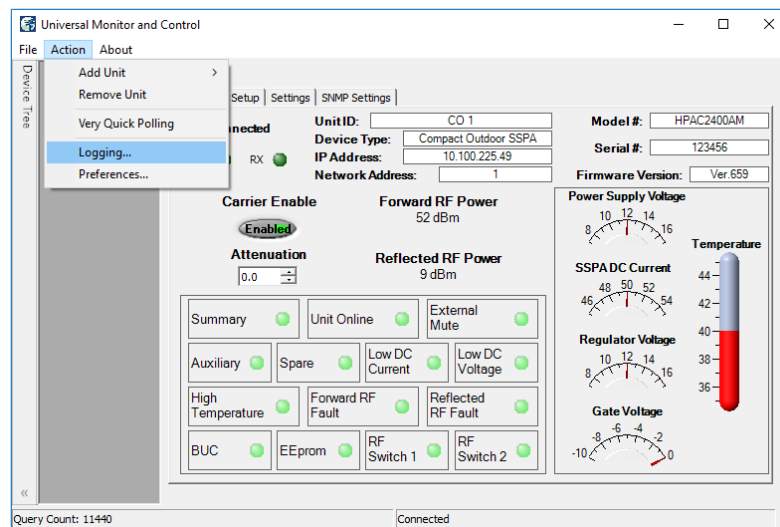 Universal Monitor and Control
File Action About
Device Tree
Add Unit >
Remove Unit
Very Quick Polling
Logging...
Preferences...
Setup Settings SNMP Settings
nnected
RX
Unit ID: CO 1
Device Type: Compact Outdoor SSPA
IP Address: 10.100.225.49
Network Address: 1
Model #: HPAC2400AM
Serial #: 123456
Firmware Version: Ver.659
Carrier Enable
Enabled
Attenuation
0.0
Forward RF Power
52 dBm
Reflected RF Power
9 dBm
Summary
Unit Online
External
Mute
Auxiliary
Spare
Low DC
Current
Low DC
Voltage
High
Temperature
Forward RF
Fault
Reflected
RF Fault
BUC
EEprom
RF
Switch 1
RF
Switch 2
Power Supply Voltage
8 10 12 14 16
SSPA DC Current
46 48 50 52 54
Regulator Voltage
8 10 12 14 16
Gate Voltage
-10 -8 -6 -4 -2 0
Temperature
44
42
40
38
36
«
Query Count: 11440
Connected